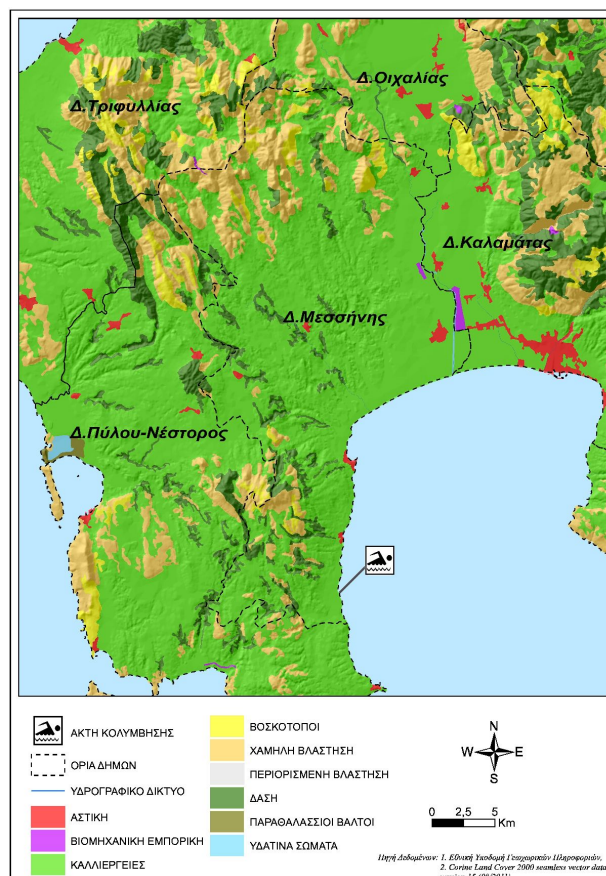 Δ.Οιχαλίας
Δ.Τριφυλλίας
Δ.Καλαμάτας
Δ.Μεσσήνης
Δ.Πύλου-Νέστορος
ΑΚΤΗ ΚΟΛΥΜΒΗΣΗΣ
ΟΡΙΑ ΔΗΜΩΝ
ΥΔΡΟΓΡΑΦΙΚΟ ΔΙΚΤΥΟ
ΑΣΤΙΚΗ
ΒΙΟΜΗΧΑΝΙΚΗ ΕΜΠΟΡΙΚΗ
ΚΑΛΛΙΕΡΓΕΙΕΣ
ΒΟΣΚΟΤΟΠΟΙ
ΧΑΜΗΛΗ ΒΛΑΣΤΗΣΗ
ΠΕΡΙΟΡΙΣΜΕΝΗ ΒΛΑΣΤΗΣΗ
ΔΑΣΗ
ΠΑΡΑΘΑΛΑΣΣΙΟΙ ΒΑΛΤΟΙ
ΥΔΑΤΙΝΑ ΣΩΜΑΤΑ
N
W E
S
0 2,5 5
Km
Πηγή Δεδομένων: 1. Εθνική Υποδομή Γεωχωρικών Πληροφοριών,
2. Corine Land Cover 2000 seamless vector data